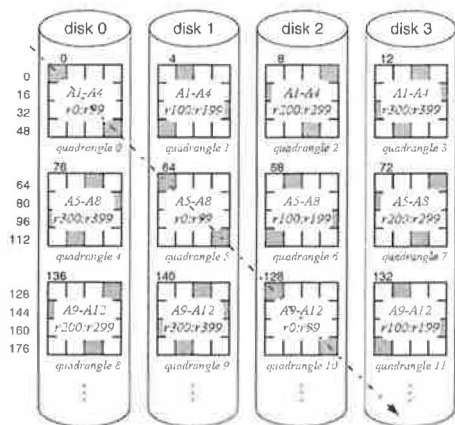 disk 0 disk 1 disk 2 disk 3
0 4 8 12
0
16
32
48
A1-A4 A1-A4 A1-A4 A1-A4
r0:r99 r100:r199 r200:r299 r300:r399
quadrangle 0 quadrangle 1 quadrangle 2 quadrangle 3
76 64 68 72
64
80
96
112
A5-A8 A5-A8 A5-A8 A5-A8
r300:r399 r0:r99 r100:r199 r200:r299
quadrangle 4 quadrangle 5 quadrangle 6 quadrangle 7
136 140 128 132
126
144
160
176
A9-A12 A9-A12 A9-A12 A9-A12
r200:r299 r300:r399 r0:r99 r100:r199
quadrangle 8 quadrangle 9 quadrangle 10 quadrangle 11